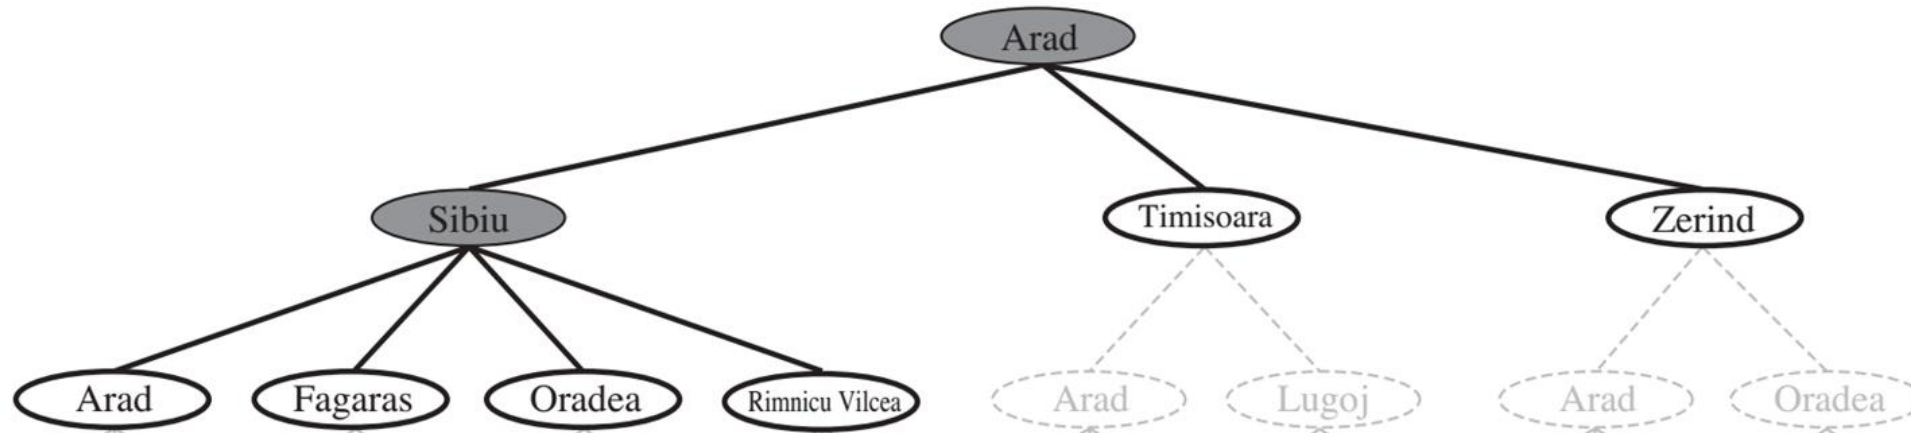 Arad
Sibiu
Timisoara
Zerind
Arad
Fagaras
Oradea
Rimnicu Vilcea
Arad
Lugoj
Arad
Oradea